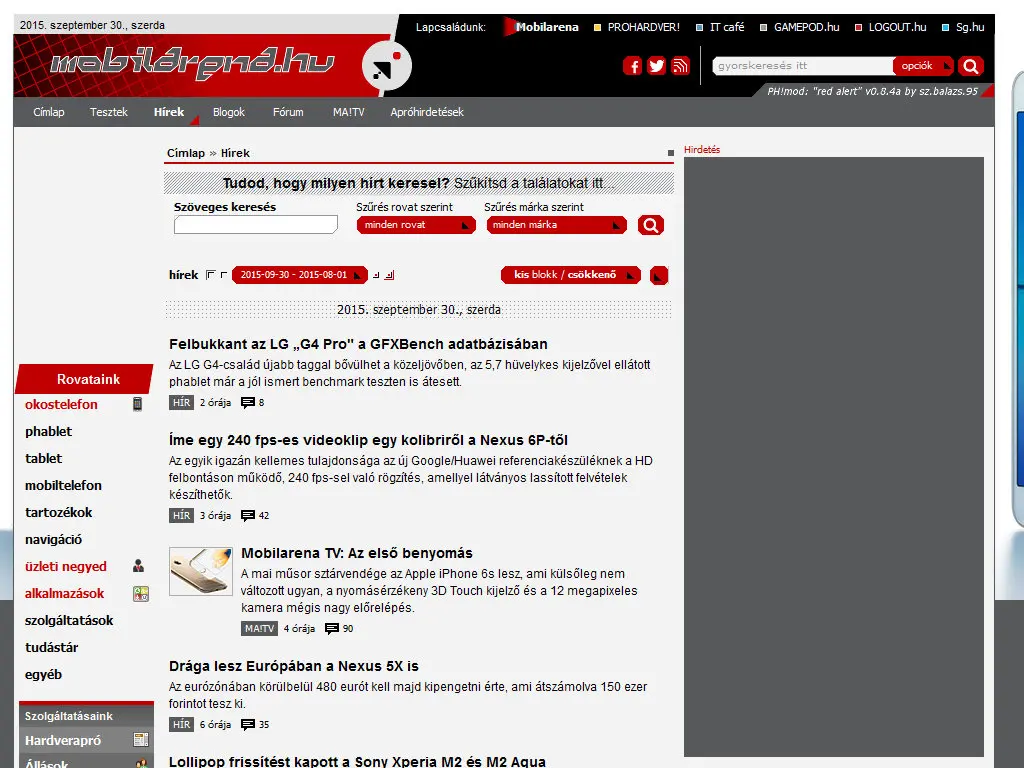 2015. szeptember 30., szerda
Lapcsaládunk: Mobilarena PROHARDVER! IT café GAMEPOD.hu LOGOUT.hu Sg.hu
mobilarena.hu
gyorskeresés itt opciók
PH!mod: "red alert" v0.8.4a by sz.balazs.95
Címlap Tesztek Hírek Blogok Fórum MA!TV Apróhirdetések
Címlap » Hírek
Hirdetés
Tudod, hogy milyen hírt keresel? Szűkítsd a találatokat itt...
Szöveges keresés Szűrés rovat szerint Szűrés márka szerint
minden rovat minden márka
hírek 2015-09-30 - 2015-08-01 kis blokk / csökkenő
2015. szeptember 30., szerda
Felbukkant az LG „G4 Pro" a GFXBench adatbázisában
Az LG G4-család újabb taggal bővülhet a közeljövőben, az 5,7 hüvelykes kijelzővel ellátott
phablet már a jól ismert benchmark teszten is átesett.
HÍR 2 órája 8
Íme egy 240 fps-es videoklip egy kolibriről a Nexus 6P-től
Az egyik igazán kellemes tulajdonsága az új Google/Huawei referenciakészüléknek a HD
felbontáson működő, 240 fps-sel való rögzítés, amellyel látványos lassított felvételek
készíthetők.
HÍR 3 órája 42
Mobilarena TV: Az első benyomás
A mai műsor sztárvendége az Apple iPhone 6s lesz, ami külsőleg nem
változott ugyan, a nyomásérzékeny 3D Touch kijelző és a 12 megapixeles
kamera mégis nagy előrelépés.
MA!TV 4 órája 90
Drága lesz Európában a Nexus 5X is
Az eurózónában körülbelül 480 eurót kell majd kipengetni érte, ami átszámolva 150 ezer
forintot tesz ki.
HÍR 6 órája 35
Lollipop frissítést kapott a Sony Xperia M2 és M2 Aqua
Rovataink
okostelefon
phablet
tablet
mobiltelefon
tartozékok
navigáció
üzleti negyed
alkalmazások
szolgáltatások
tudástár
egyéb
Szolgáltatásaink
Hardverapró
Állások